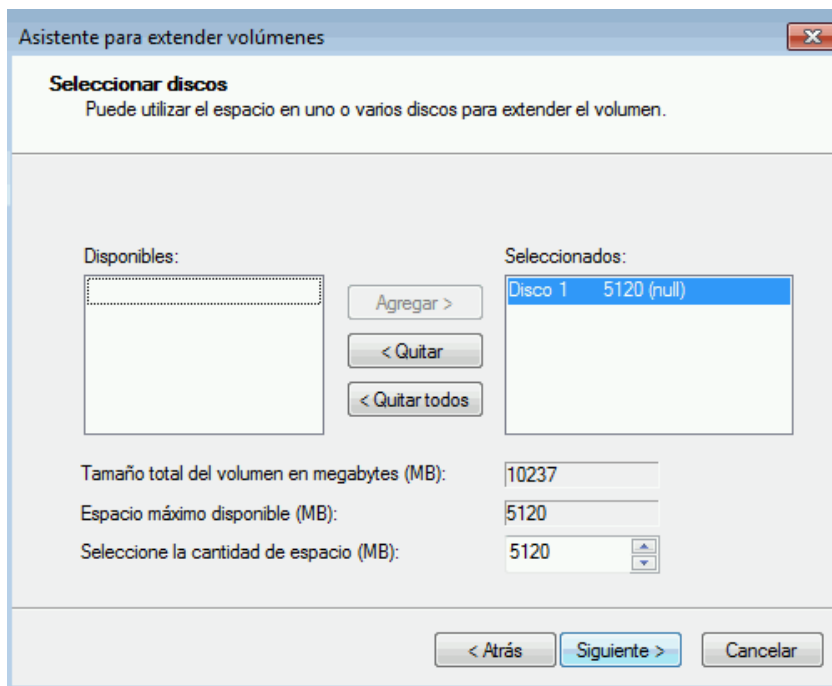 Asistente para extender volúmenes
Seleccionar discos
Puede utilizar el espacio en uno o varios discos para extender el volumen.
Disponibles:
Seleccionados:
Disco 1 5120 (null)
Agregar >
< Quitar
< Quitar todos
Tamaño total del volumen en megabytes (MB): 10237
Espacio máximo disponible (MB): 5120
Seleccione la cantidad de espacio (MB): 5120
< Atrás Siguiente > Cancelar